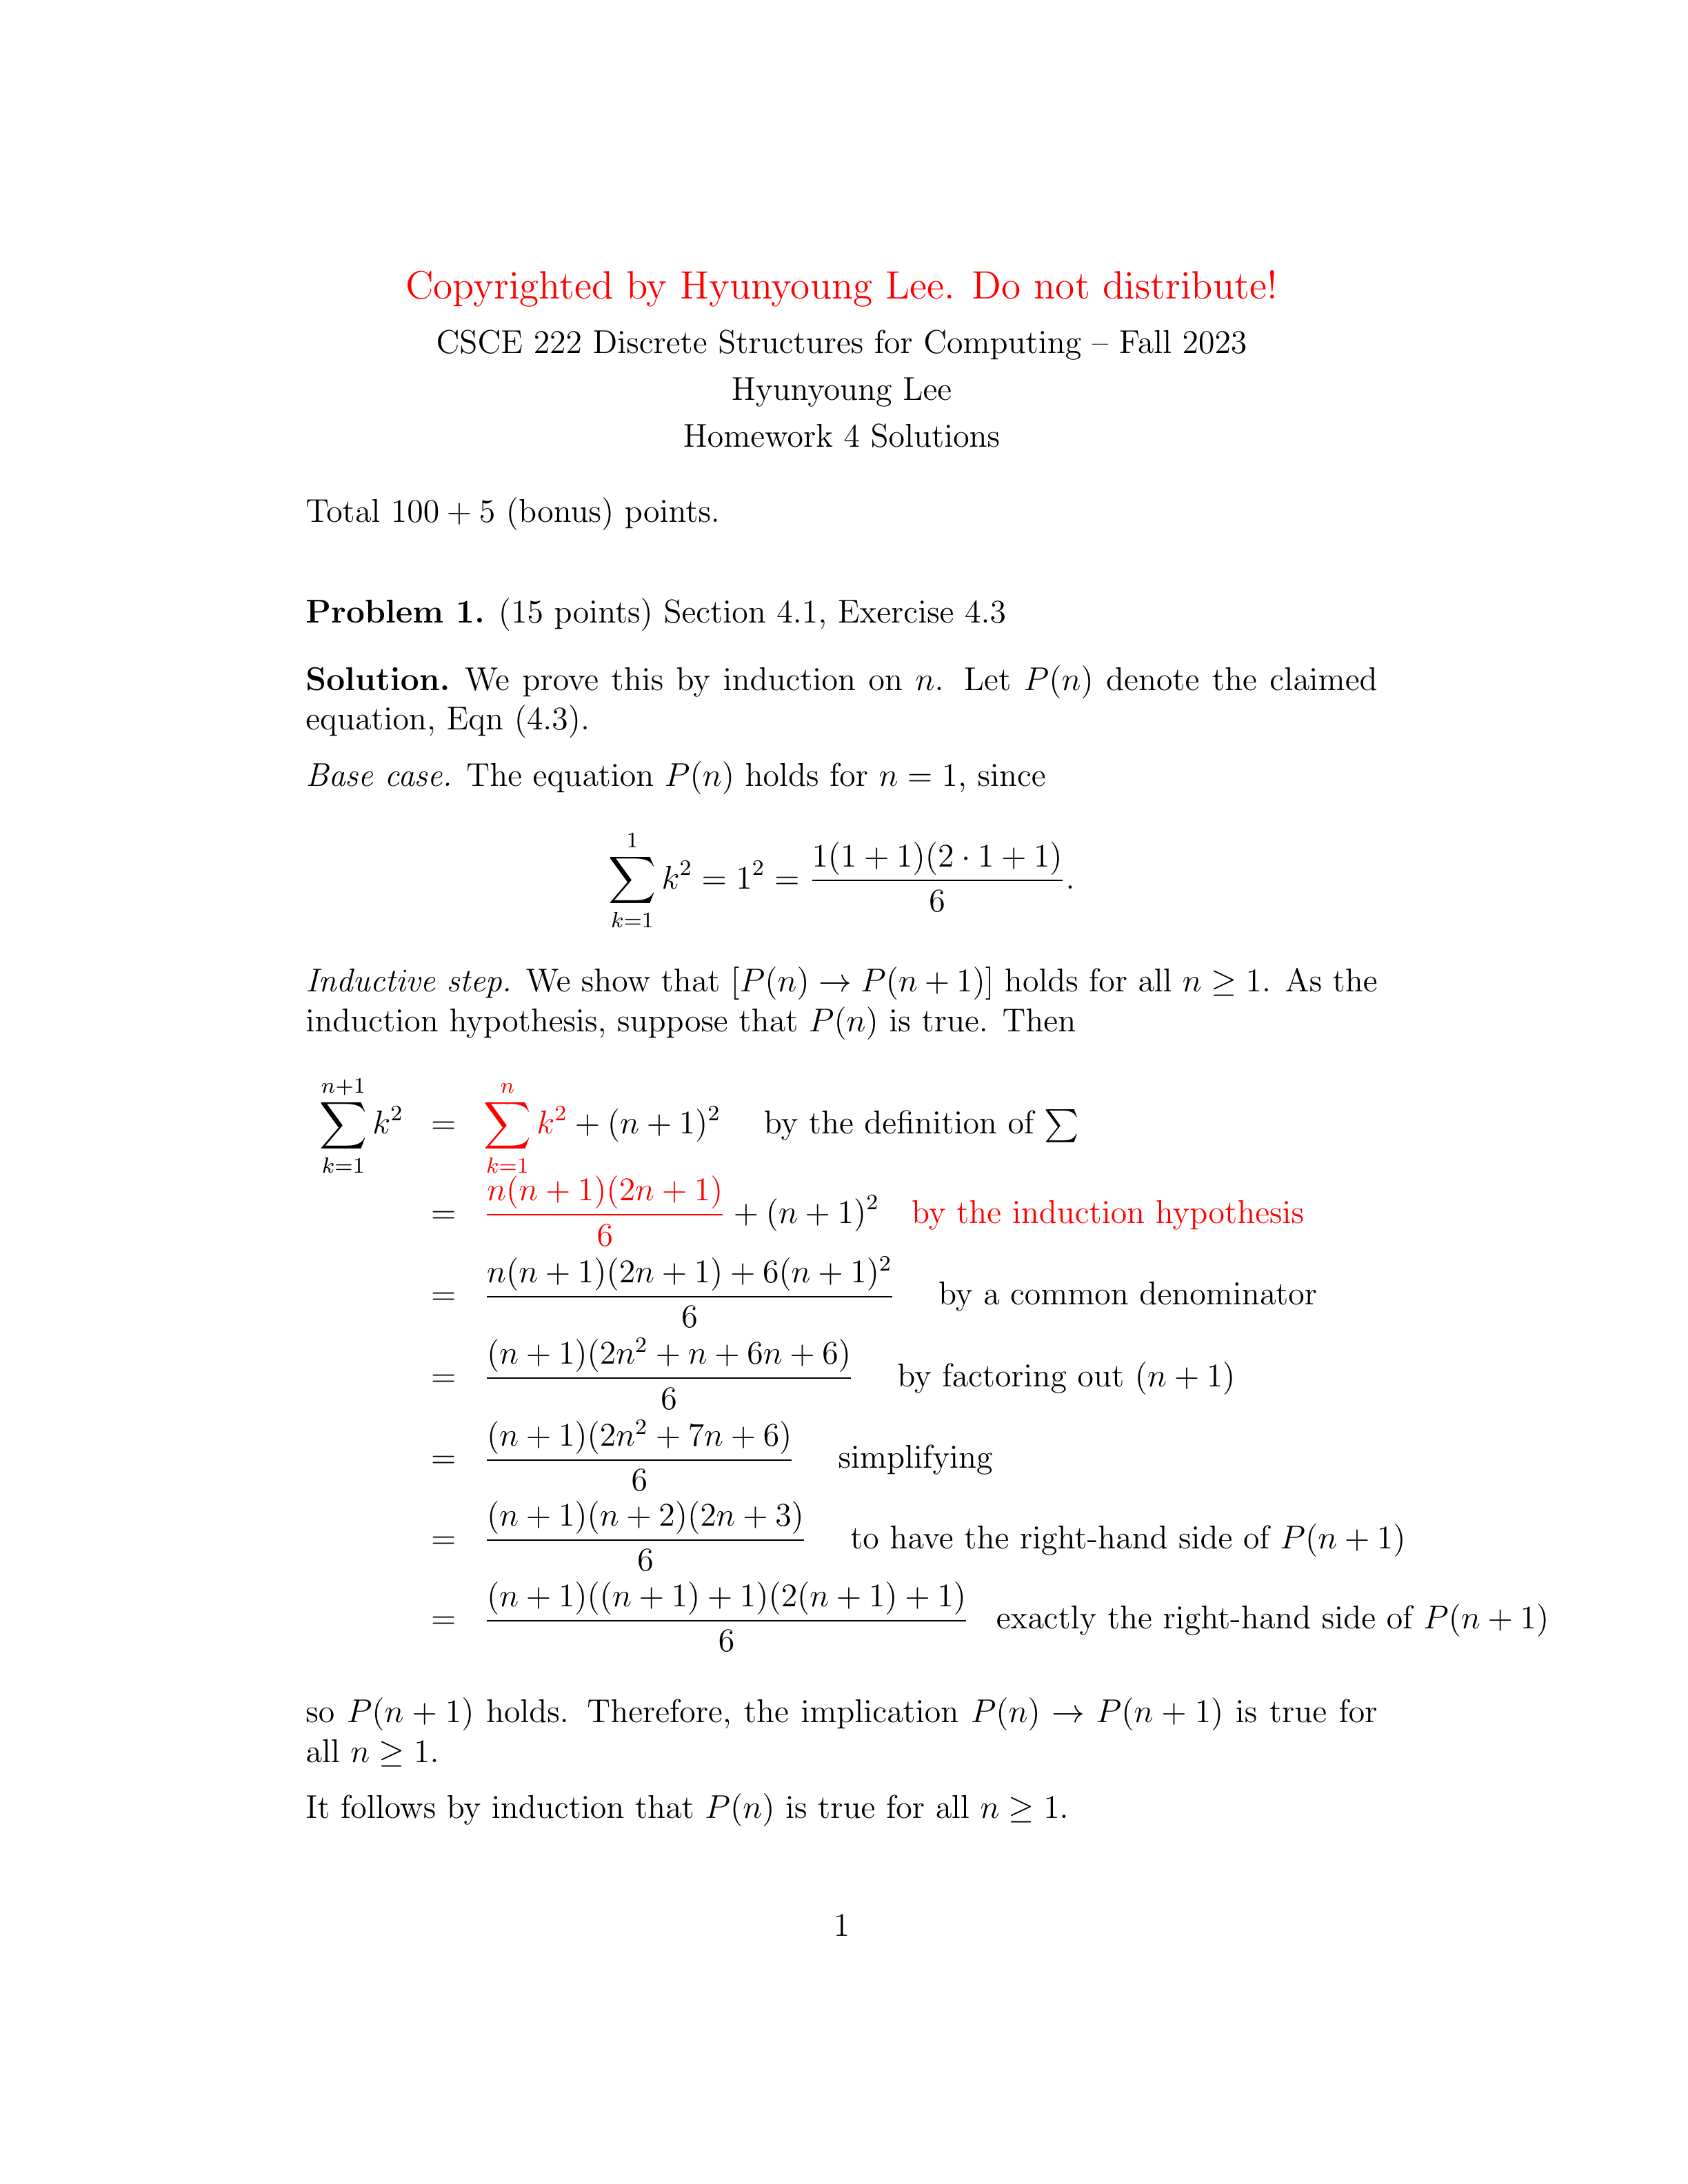 Copyrighted by Hyunyoung Lee. Do not distribute!
CSCE 222 Discrete Structures for Computing – Fall 2023
Hyunyoung Lee
Homework 4 Solutions
Total 100 + 5 (bonus) points.
Problem 1. (15 points) Section 4.1, Exercise 4.3
Solution. We prove this by induction on n. Let P(n) denote the claimed
equation, Eqn (4.3).
Base case. The equation P(n) holds for n = 1, since
\sum_{k=1}^{1} k^2 = 1^2 = \frac{1(1 + 1)(2 · 1 + 1)}{6}.
Inductive step. We show that [P(n) → P(n + 1)] holds for all n ≥ 1. As the
induction hypothesis, suppose that P(n) is true. Then
\sum_{k=1}^{n+1} k^2 = \sum_{k=1}^{n} k^2 + (n + 1)^2 by the definition of ∑
= \frac{n(n + 1)(2n + 1)}{6} + (n + 1)^2 by the induction hypothesis
= \frac{n(n + 1)(2n + 1) + 6(n + 1)^2}{6} by a common denominator
= \frac{(n + 1)(2n^2 + n + 6n + 6)}{6} by factoring out (n + 1)
= \frac{(n + 1)(2n^2 + 7n + 6)}{6} simplifying
= \frac{(n + 1)(n + 2)(2n + 3)}{6} to have the right-hand side of P(n + 1)
= \frac{(n + 1)((n + 1) + 1)(2(n + 1) + 1)}{6} exactly the right-hand side of P(n + 1)
so P(n + 1) holds. Therefore, the implication P(n) → P(n + 1) is true for
all n ≥ 1.
It follows by induction that P(n) is true for all n ≥ 1.
1